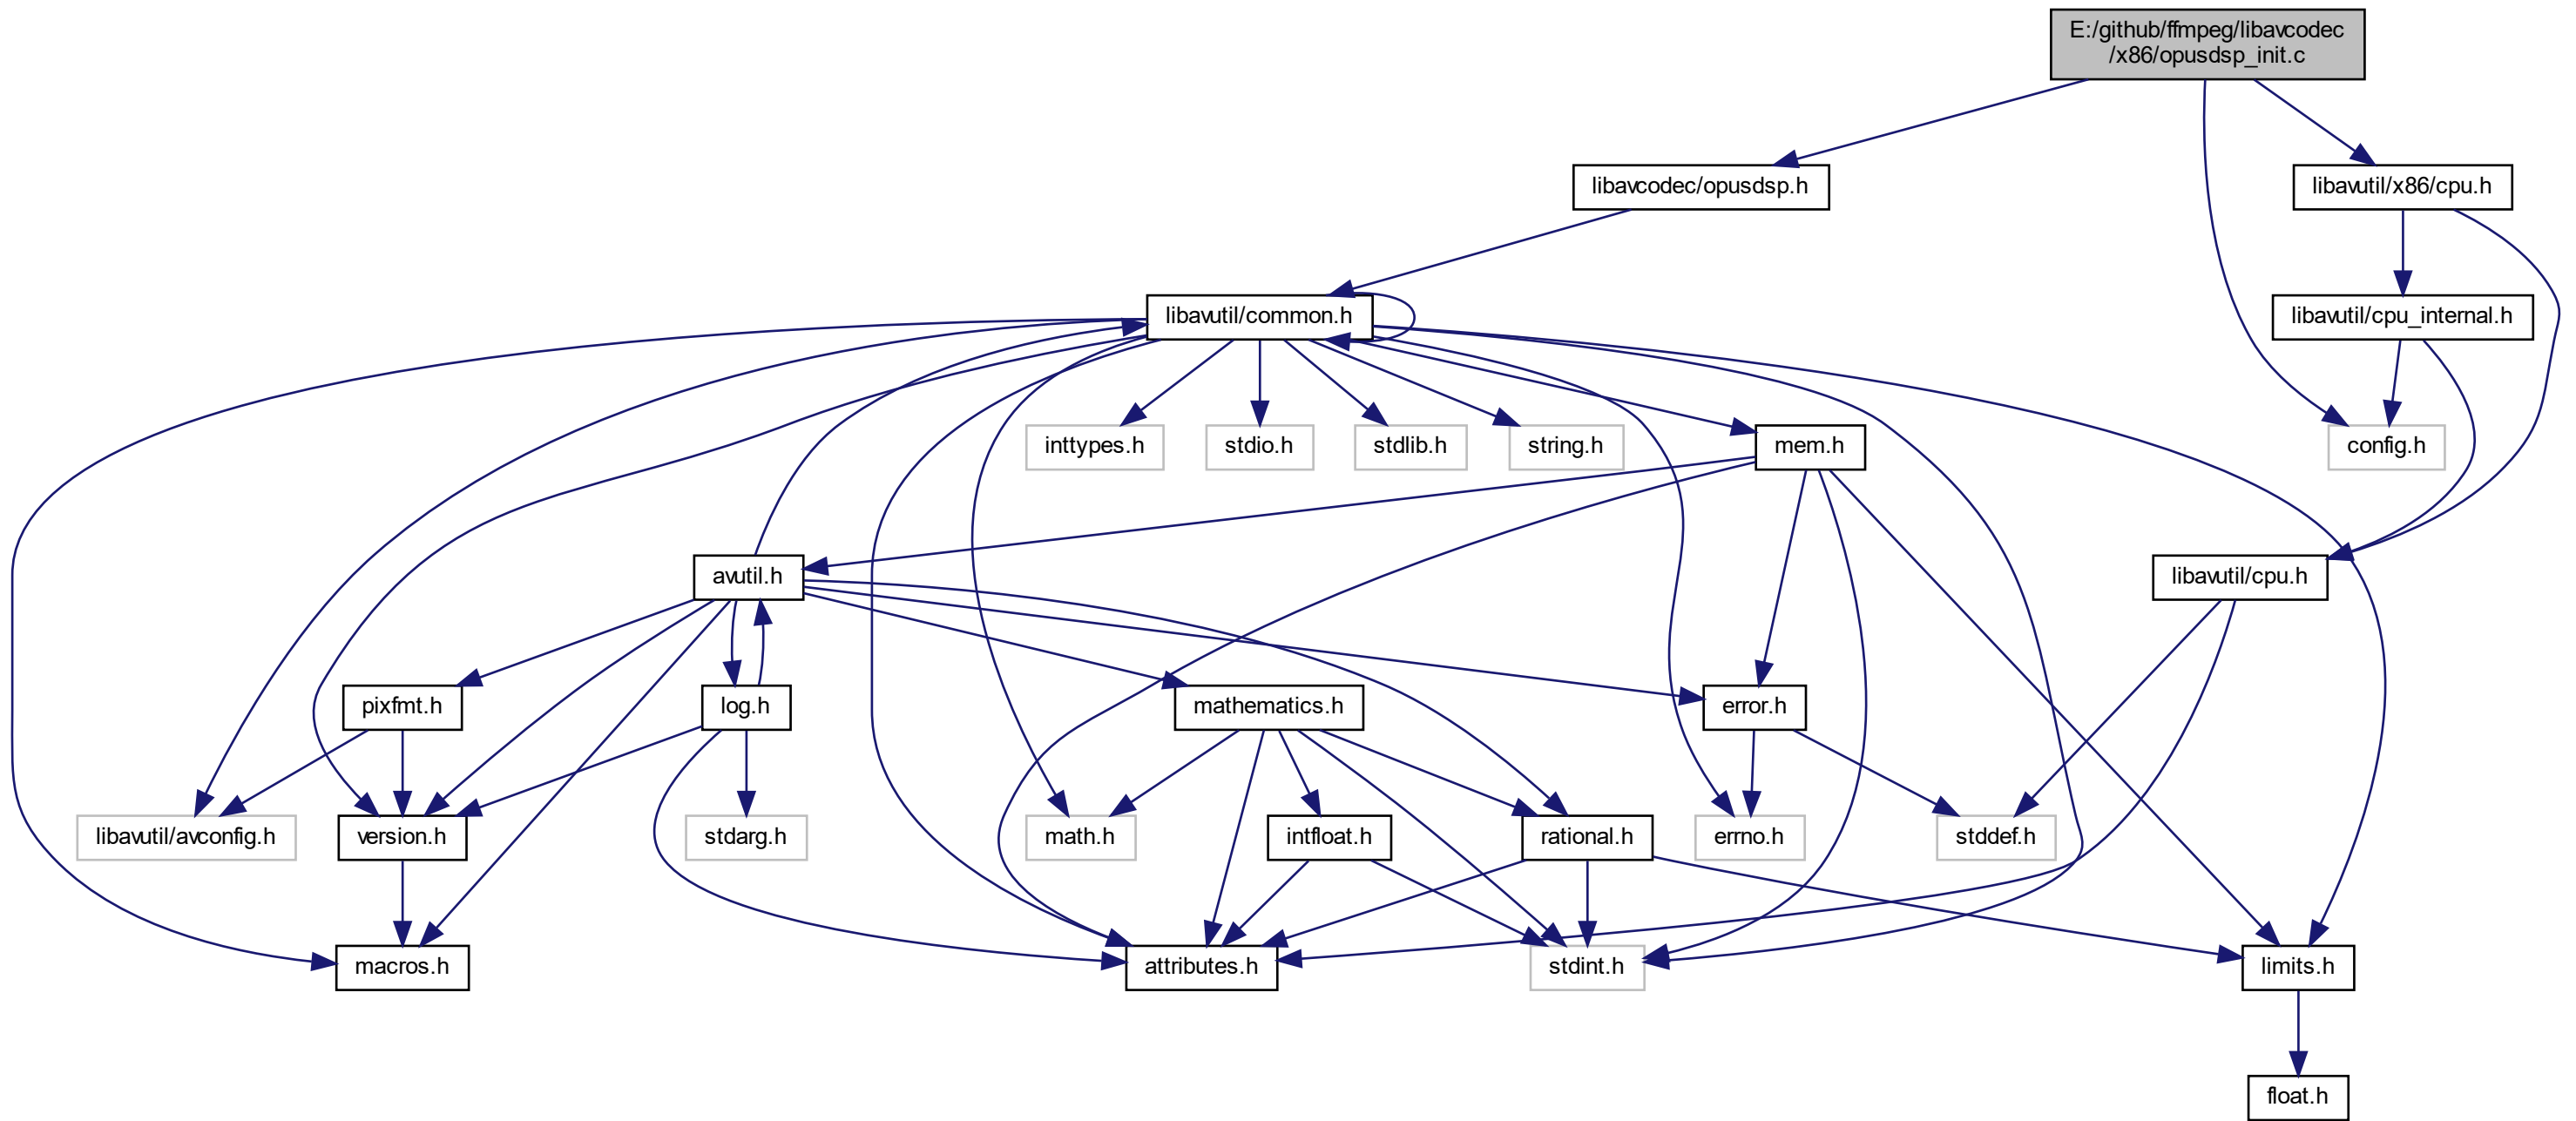 E:/github/ffmpeg/libavcodec
/x86/opusdsp_init.c
libavcodec/opusdsp.h
libavutil/x86/cpu.h
libavutil/common.h
libavutil/cpu_internal.h
inttypes.h
stdio.h
stdlib.h
string.h
mem.h
config.h
avutil.h
libavutil/cpu.h
pixfmt.h
log.h
mathematics.h
error.h
libavutil/avconfig.h
version.h
stdarg.h
math.h
intfloat.h
rational.h
errno.h
stddef.h
macros.h
attributes.h
stdint.h
limits.h
float.h